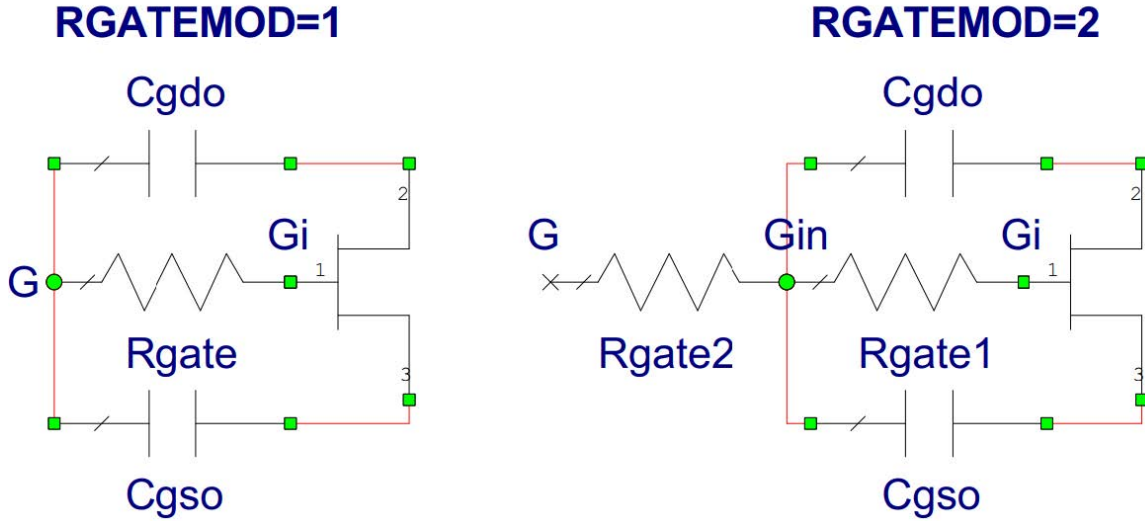 RGATEMOD=1
Cgdo
2
Gi
1
G
Rgate
3
Cgso
RGATEMOD=2
Cgdo
2
G
Gin
Gi
1
Rgate2
Rgate1
3
Cgso